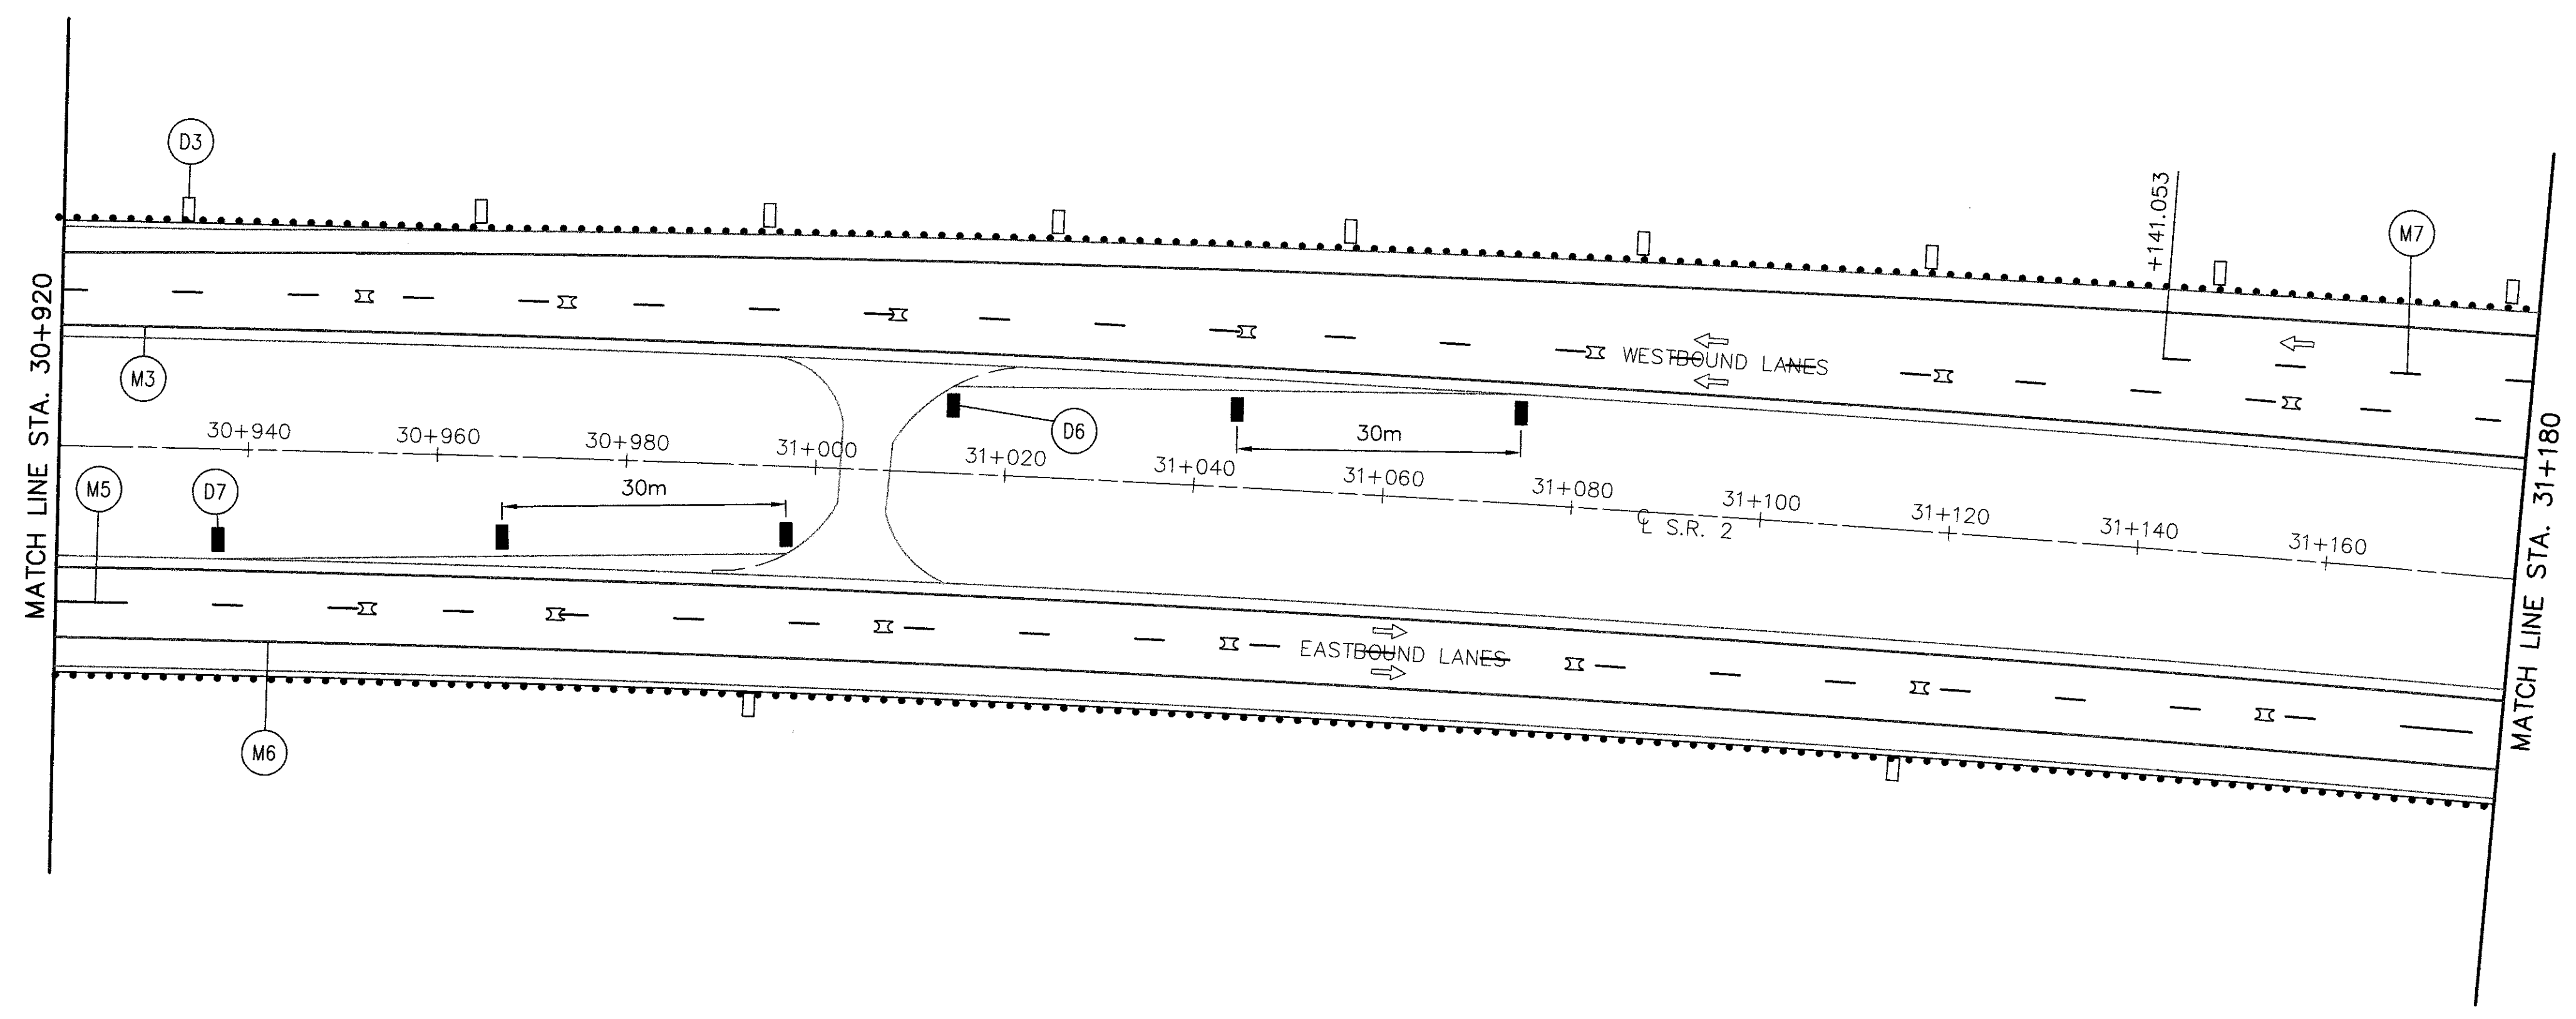 D3
+141.053
M7
MATCH LINE STA. 30+920
WESTBOUND LANES
M3
30+940
30+960
30+980
31+000
31+020
31+040
31+060
31+080
31+100
31+120
31+140
31+160
D6
30m
M5
D7
30m
℄ S.R. 2
MATCH LINE STA. 31+180
EASTBOUND LANES
M6